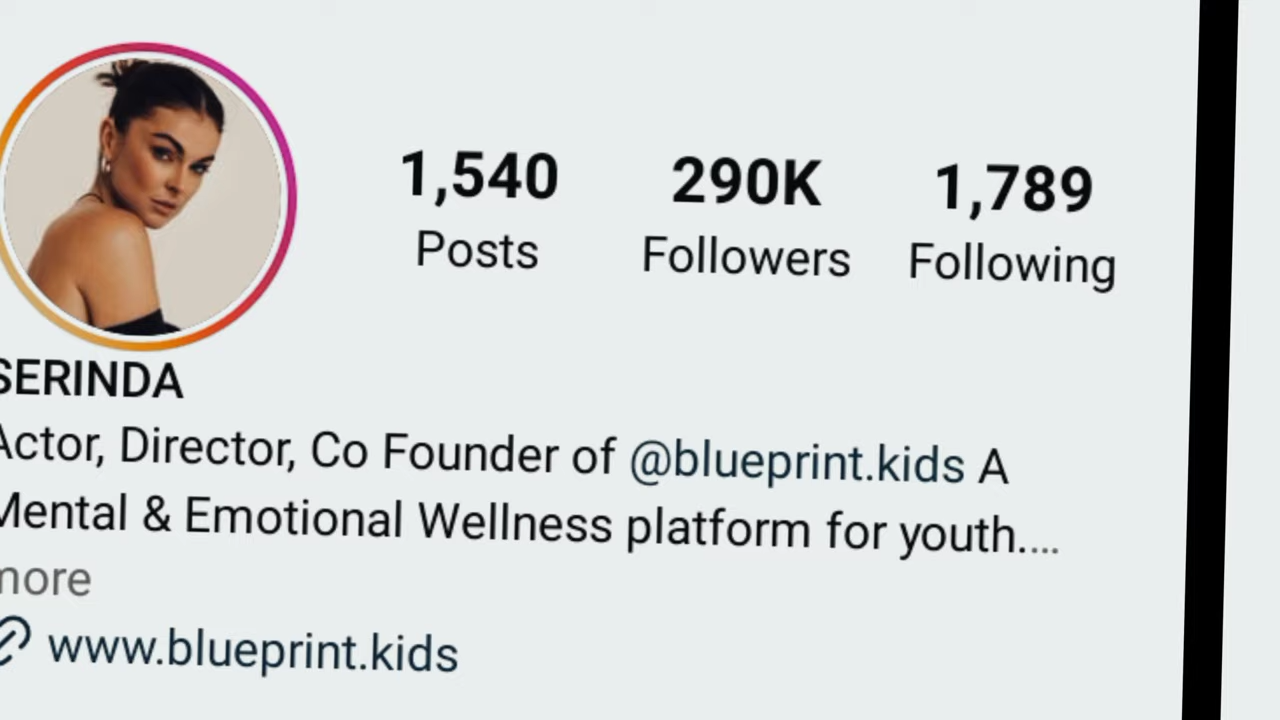 1,540 290K 1,789
Posts Followers Following
SERINDA
Actor, Director, Co Founder of @blueprint.kids A
Mental & Emotional Wellness platform for youth....
more
www.blueprint.kids